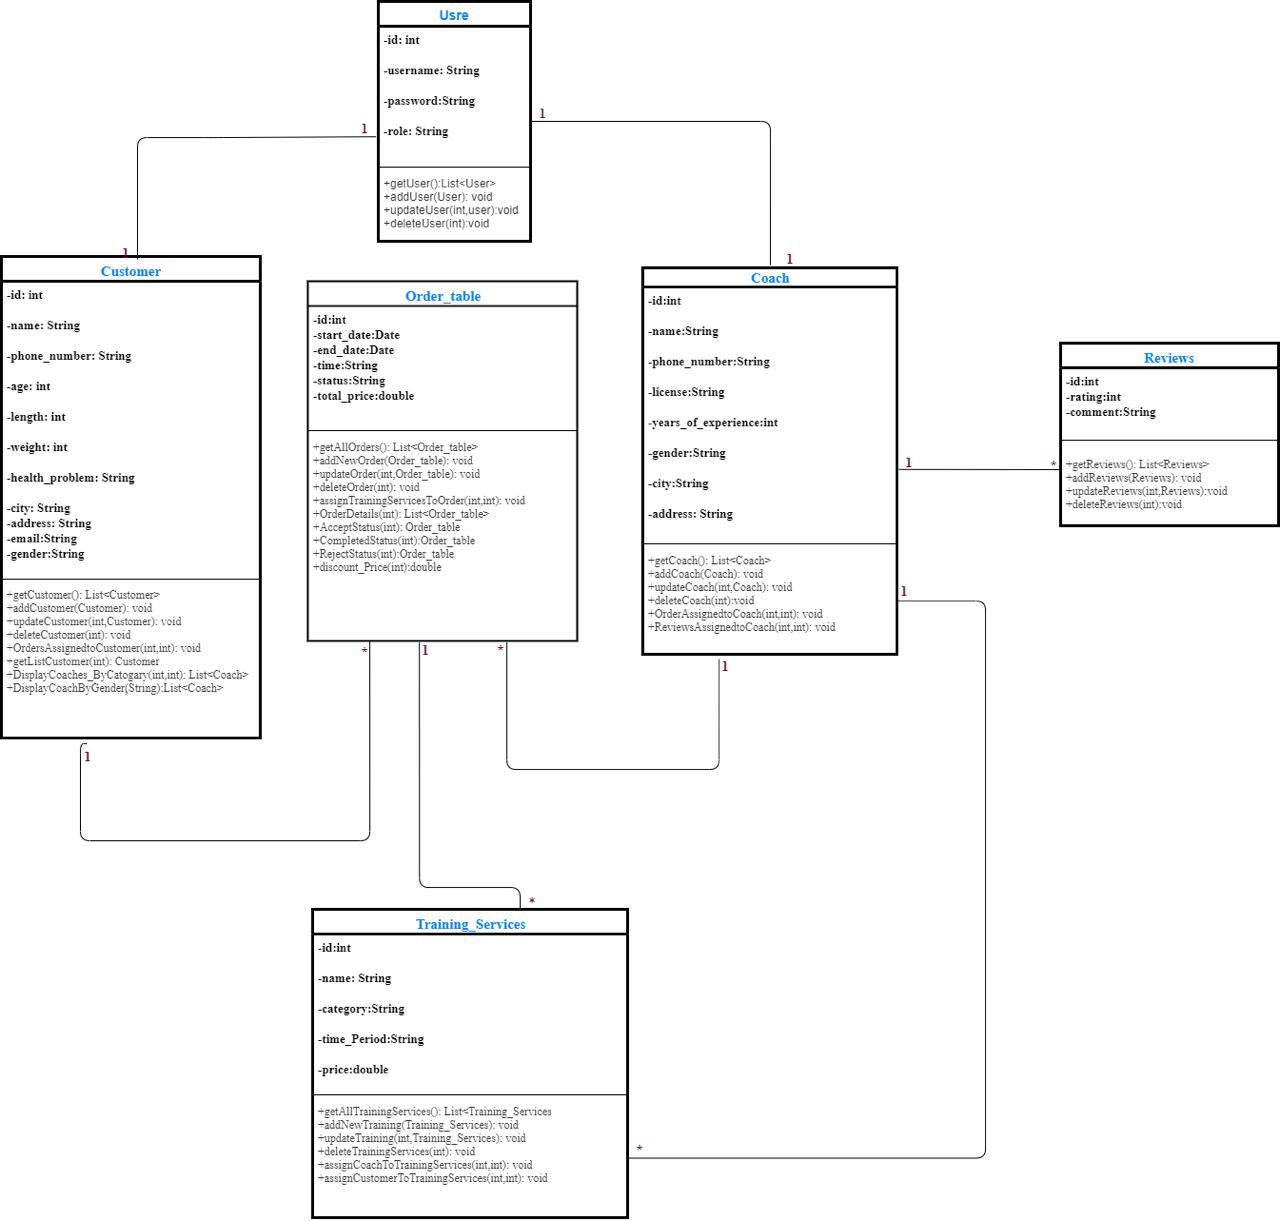 Usre
-id: int
-username: String
-password:String
-role: String
+getUser():List<User>
+addUser(User): void
+updateUser(int,user):void
+deleteUser(int):void
1
1
1
1
Customer
-id: int
-name: String
-phone_number: String
-age: int
-length: int
-weight: int
-health_problem: String
-city: String
-address: String
-email:String
-gender:String
+getCustomer(): List<Customer>
+addCustomer(Customer): void
+updateCustomer(int,Customer): void
+deleteCustomer(int): void
+OrdersAssignedtoCustomer(int,int): void
+getListCustomer(int): Customer
+DisplayCoaches_ByCatogary(int,int): List<Coach>
+DisplayCoachByGender(String):List<Coach>
1
Order_table
-id:int
-start_date:Date
-end_date:Date
-time:String
-status:String
-total_price:double
+getAllOrders(): List<Order_table>
+addNewOrder(Order_table): void
+updateOrder(int,Order_table): void
+deleteOrder(int): void
+assignTrainingServicesToOrder(int,int): void
+OrderDetails(int): List<Order_table>
+AcceptStatus(int): Order_table
+CompletedStatus(int):Order_table
+RejectStatus(int):Order_table
+discount_Price(int):double
*
1
*
Coach
-id:int
-name:String
-phone_number:String
-license:String
-years_of_experience:int
-gender:String
-city:String
-address: String
+getCoach(): List<Coach>
+addCoach(Coach): void
+updateCoach(int,Coach): void
+deleteCoach(int):void
+OrderAssignedtoCoach(int,int): void
+ReviewsAssignedtoCoach(int,int): void
1
1
1
*
Reviews
-id:int
-rating:int
-comment:String
+getReviews(): List<Reviews>
+addReviews(Reviews): void
+updateReviews(int,Reviews):void
+deleteReviews(int):void
*
Training_Services
-id:int
-name: String
-category:String
-time_Period:String
-price:double
+getAllTrainingServices(): List<Training_Services
+addNewTraining(Training_Services): void
+updateTraining(int,Training_Services): void
+deleteTrainingServices(int): void
+assignCoachToTrainingServices(int,int): void
+assignCustomerToTrainingServices(int,int): void
*